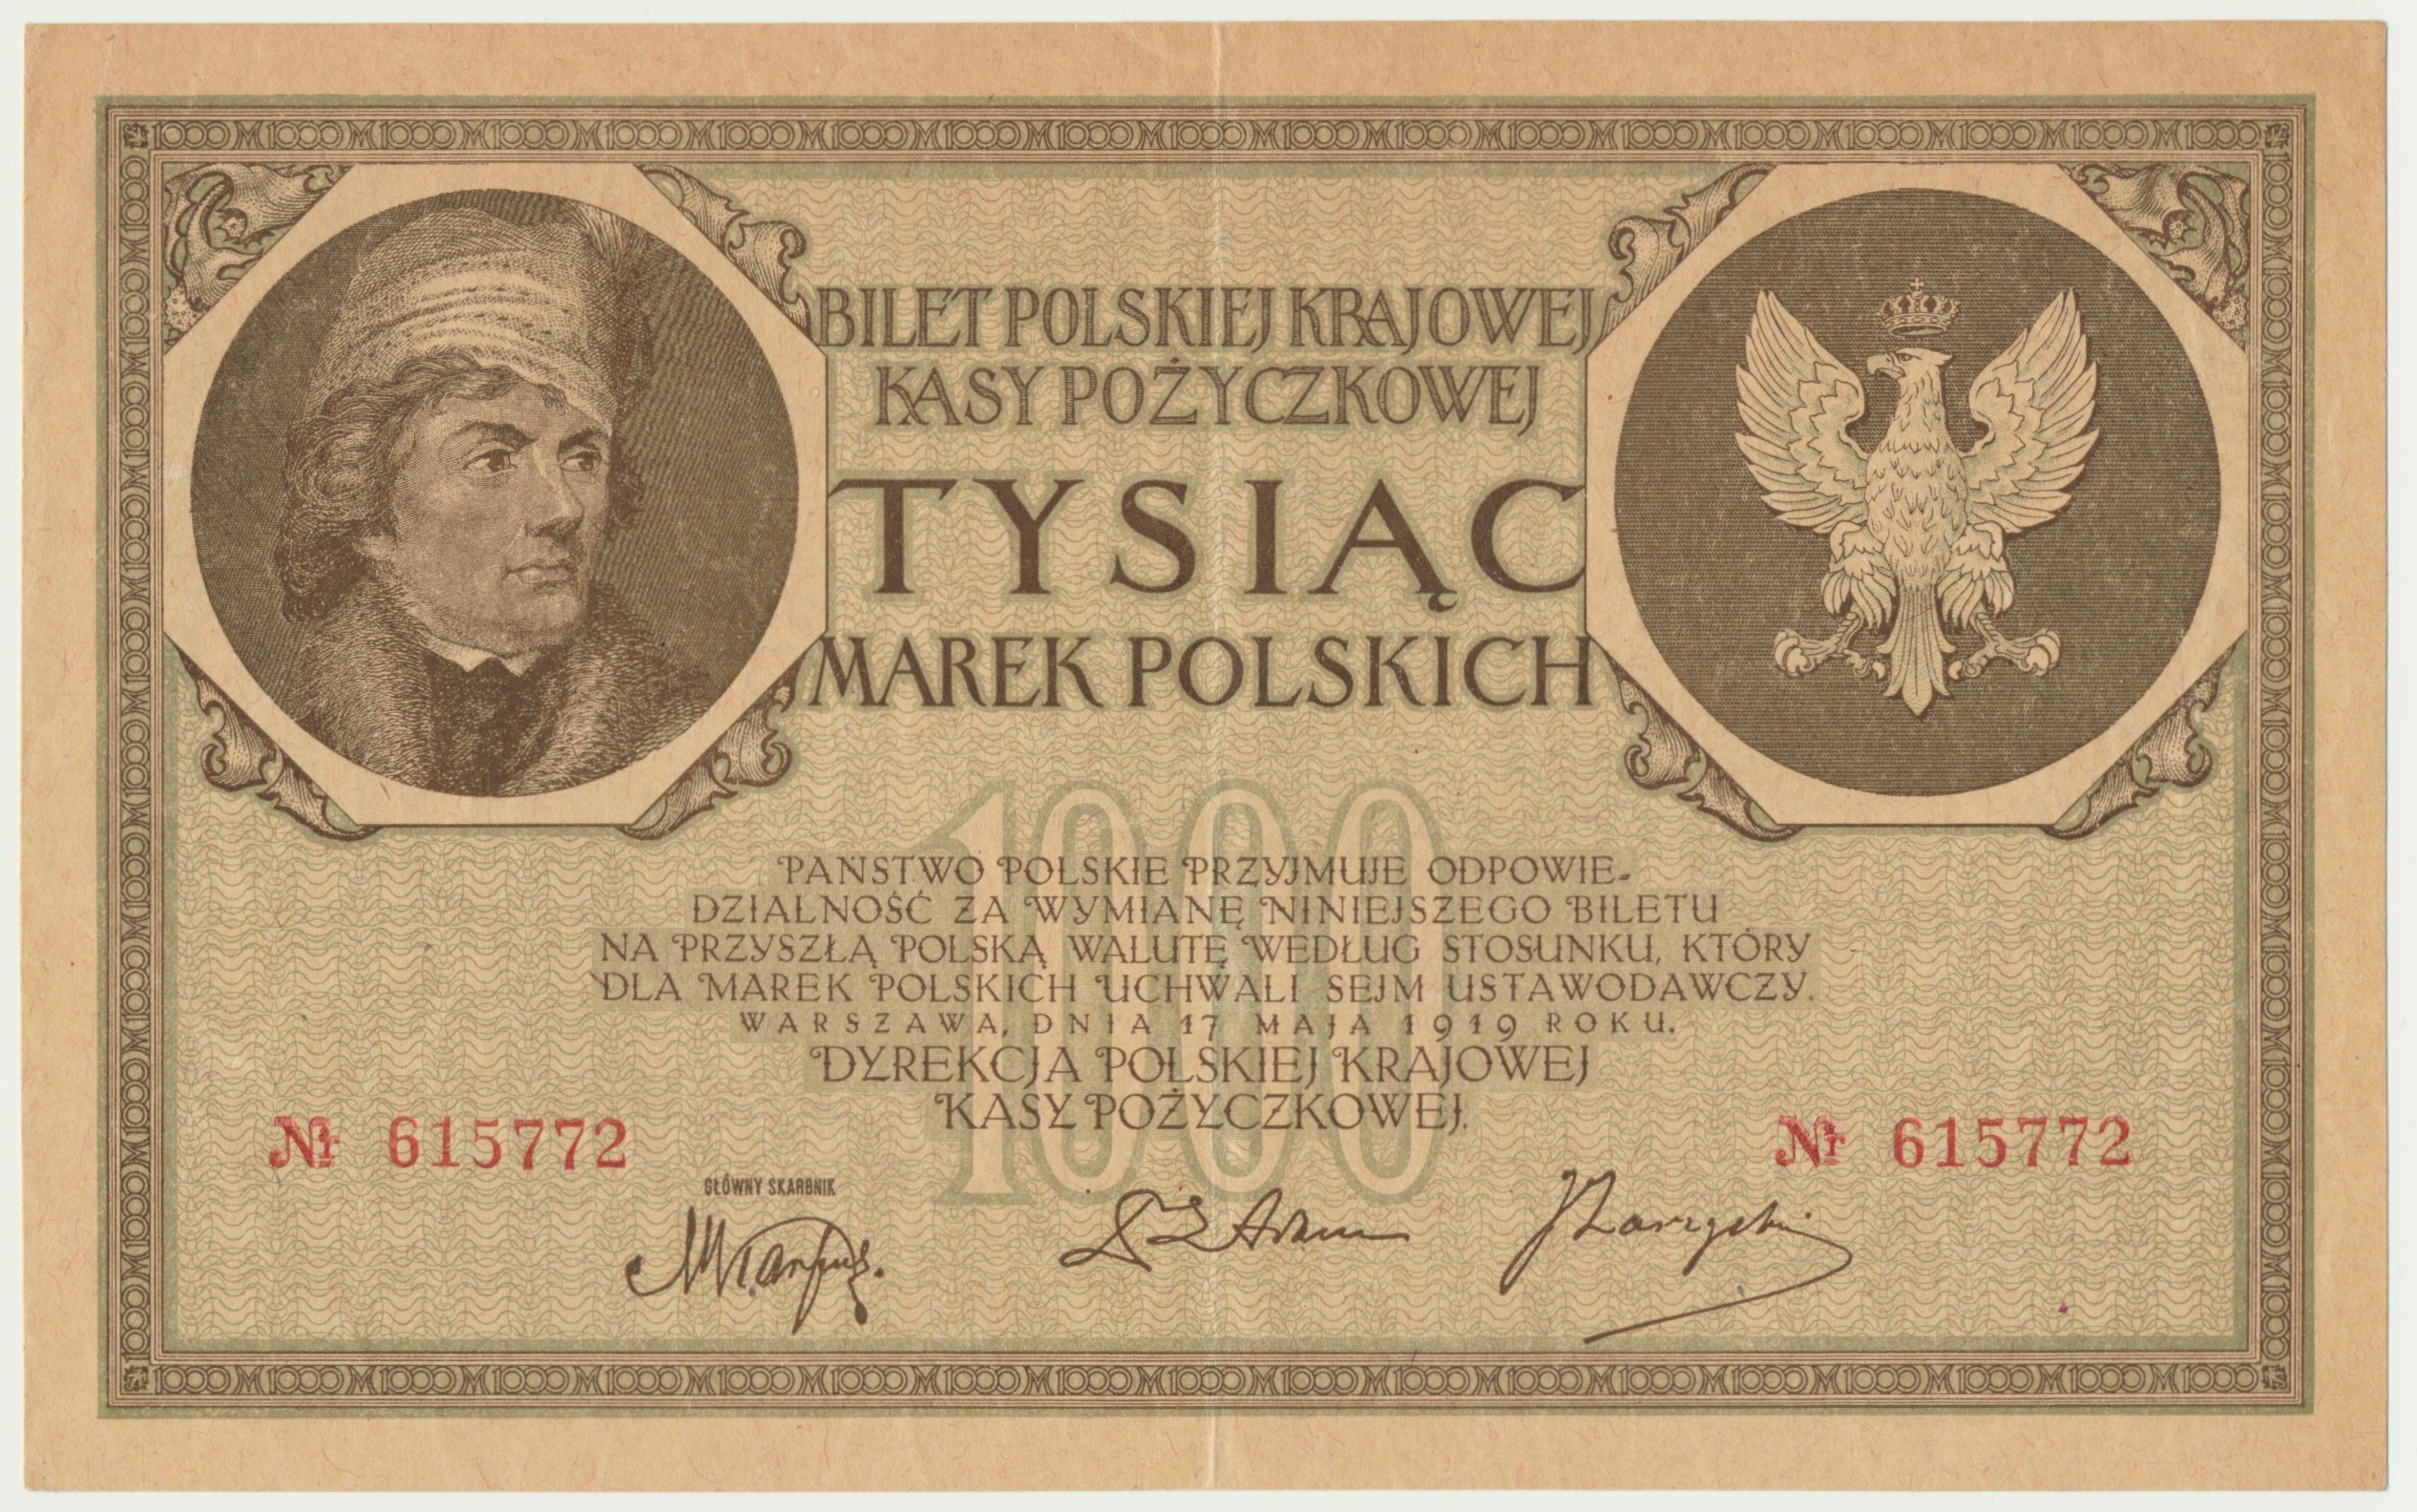 BILET POLSKIEJ KRAJOWEJ
KASY POŻYCZKOWEJ
TYSIĄC
MAREK POLSKICH
1000
PAŃSTWO POLSKIE PRZYJMUJE ODPOWIE-
DZIALNOŚĆ ZA WYMIANĘ NINIEJSZEGO BILETU
NA PRZYSZŁĄ POLSKĄ WALUTĘ WEDŁUG STOSUNKU, KTÓRY
DLA MAREK POLSKICH UCHWALI SEJM USTAWODAWCZY.
WARSZAWA, DNIA 17 MAJA 1919 ROKU.
DYREKCJA POLSKIEJ KRAJOWEJ
KASY POŻYCZKOWEJ.
Nr 615772
Nr 615772
GŁÓWNY SKARBNIK